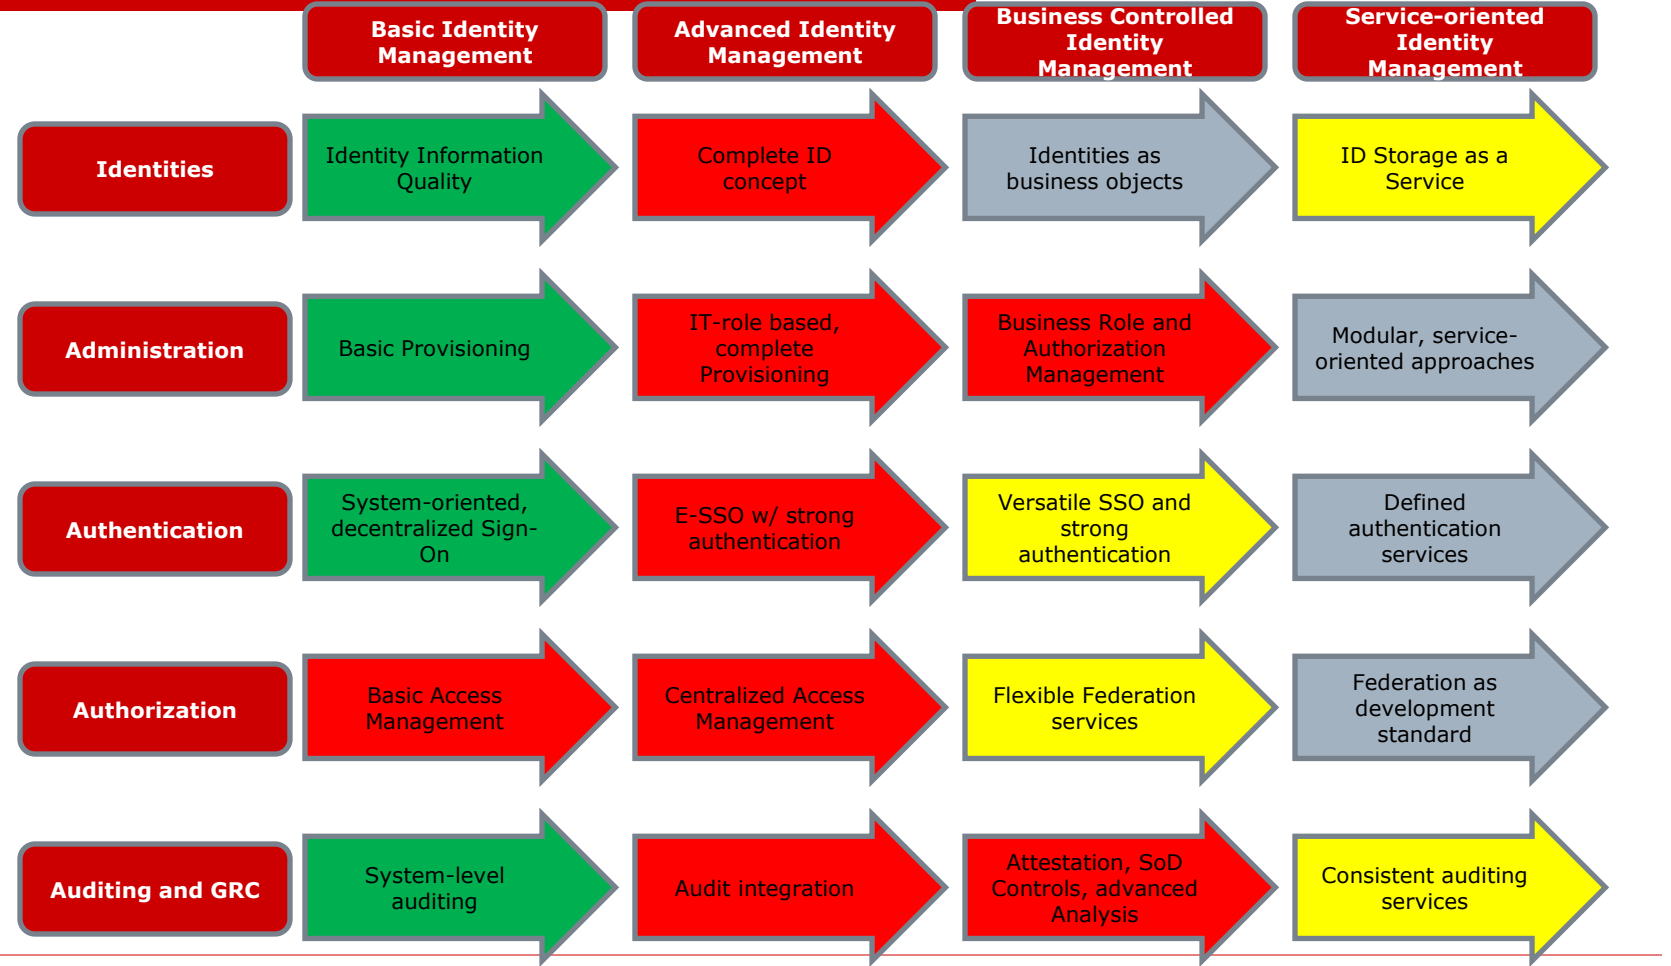 Basic Identity
Management
Advanced Identity
Management
Business Controlled
Identity
Management
Service-oriented
Identity
Management
Identities
Identity Information
Quality
Complete ID
concept
Identities as
business objects
ID Storage as a
Service
Administration
Basic Provisioning
IT-role based,
complete
Provisioning
Business Role and
Authorization
Management
Modular, service-
oriented approaches
Authentication
System-oriented,
decentralized Sign-
On
E-SSO w/ strong
authentication
Versatile SSO and
strong
authentication
Defined
authentication
services
Authorization
Basic Access
Management
Centralized Access
Management
Flexible Federation
services
Federation as
development
standard
Auditing and GRC
System-level
auditing
Audit integration
Attestation, SoD
Controls, advanced
Analysis
Consistent auditing
services